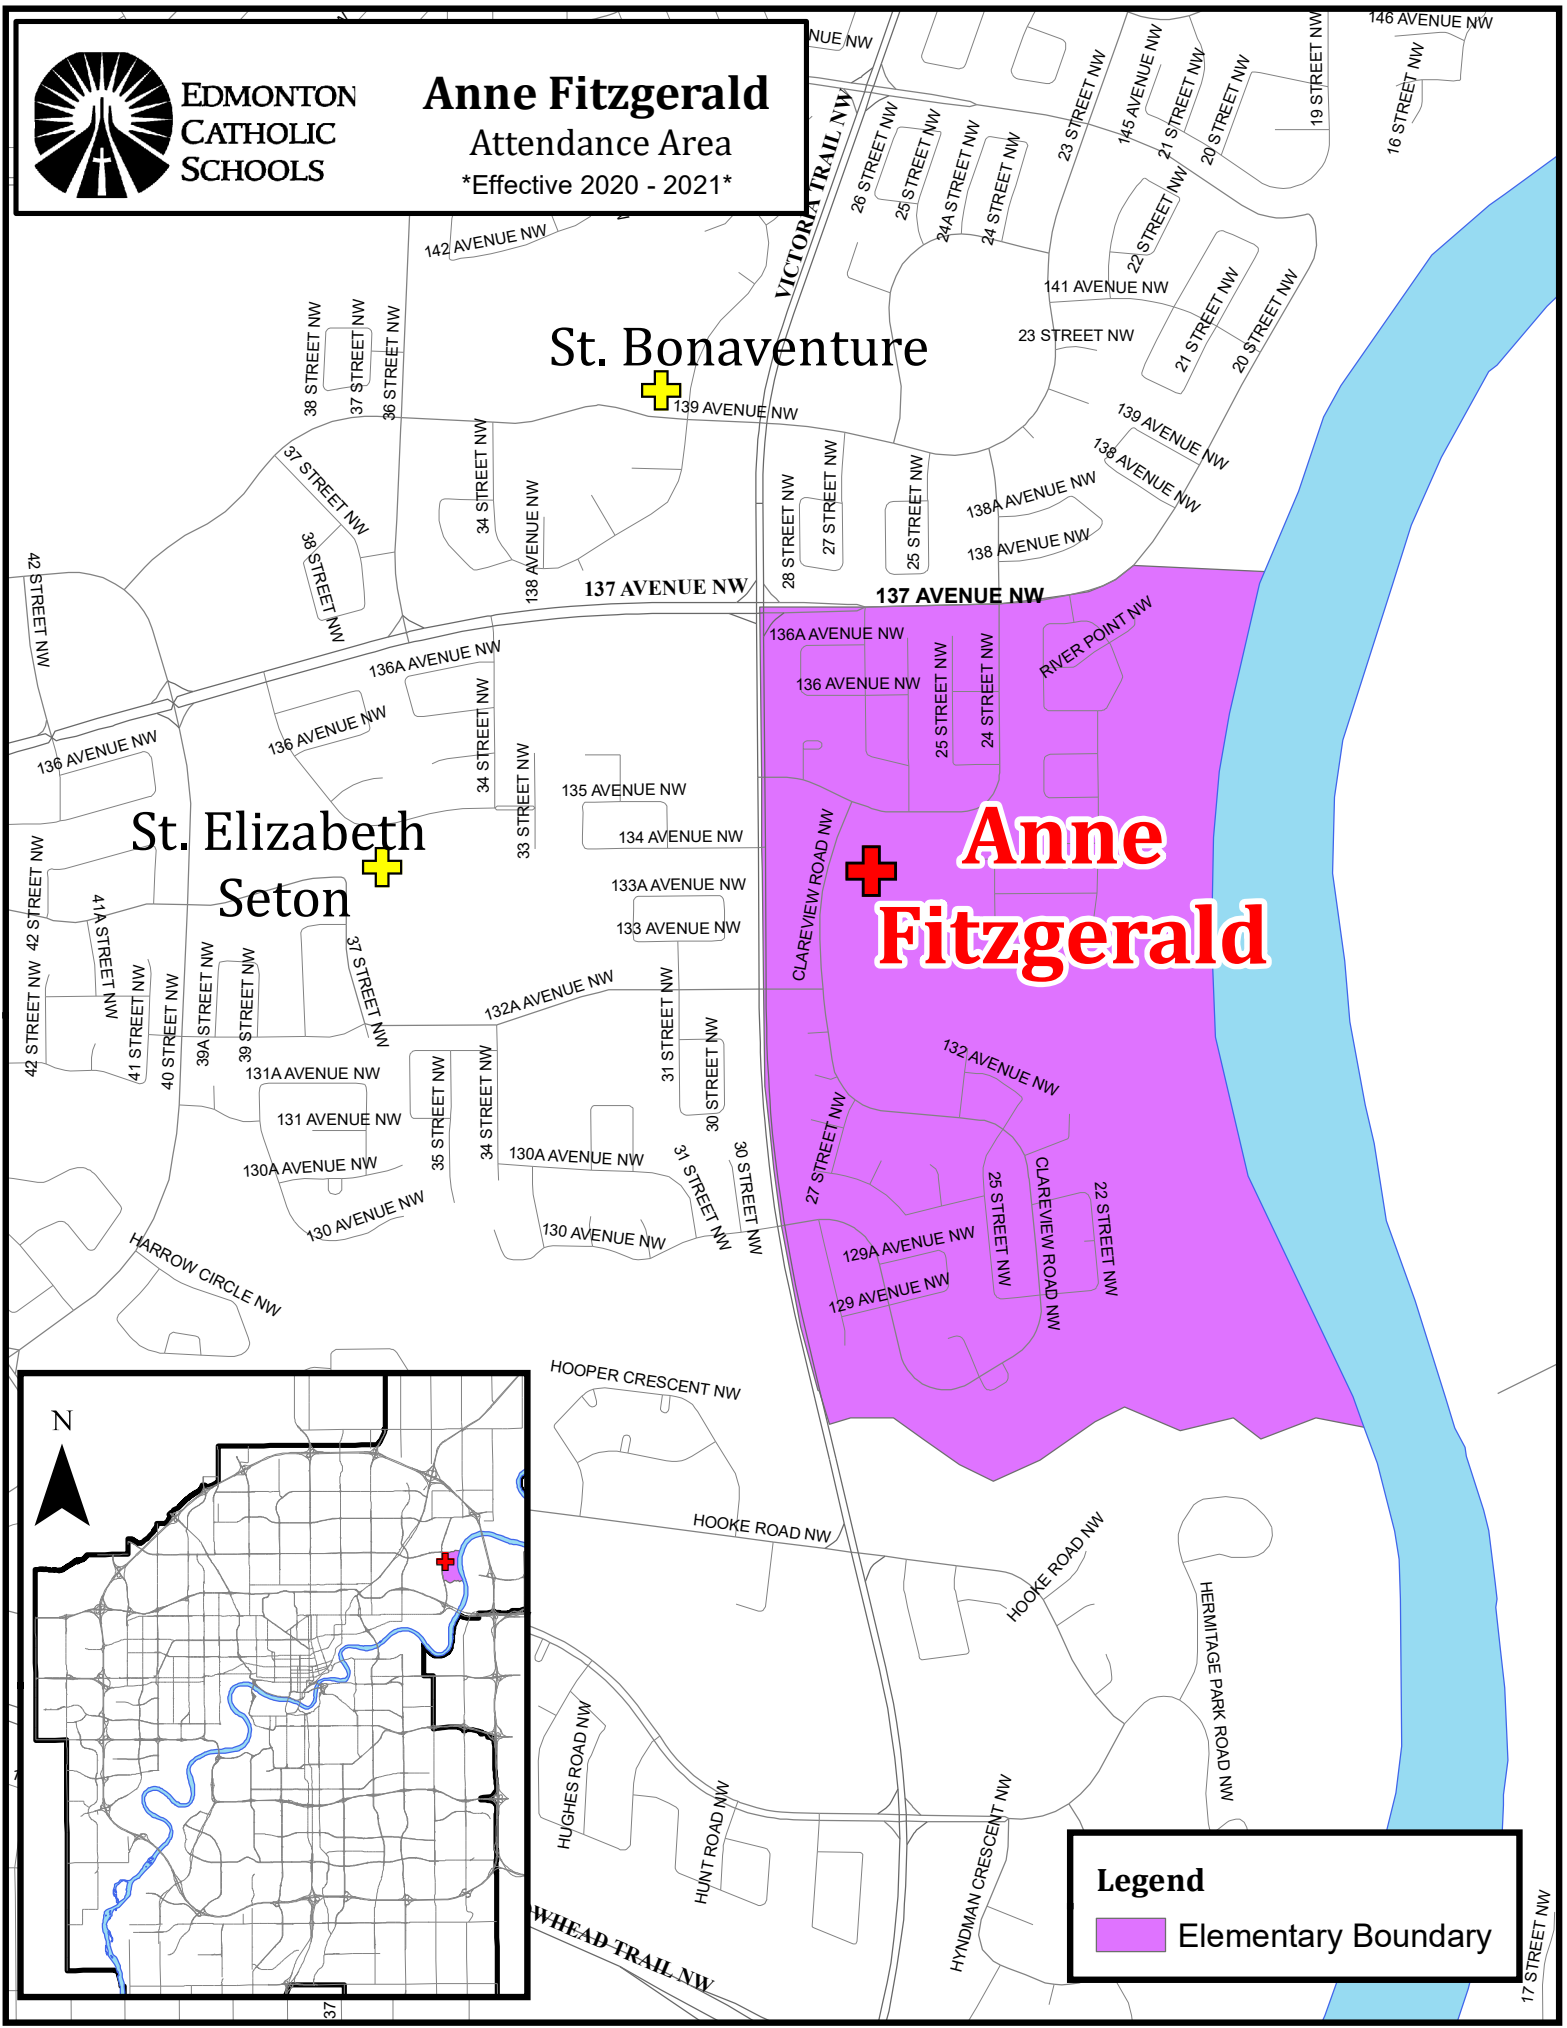 EDMONTON
CATHOLIC
SCHOOLS
Anne Fitzgerald
Attendance Area
*Effective 2020 - 2021*
NUE NW
146 AVENUE NW
19 STREET NW
16 STREET NW
23 STREET NW
145 AVENUE NW
21 STREET NW
20 STREET NW
VICTORIA TRAIL NW
26 STREET NW
25 STREET NW
24A STREET NW
24 STREET NW
22 STREET NW
142 AVENUE NW
141 AVENUE NW
23 STREET NW
21 STREET NW
20 STREET NW
38 STREET NW
37 STREET NW
36 STREET NW
St. Bonaventure
139 AVENUE NW
139 AVENUE NW
138 AVENUE NW
37 STREET NW
34 STREET NW
138 AVENUE NW
28 STREET NW
27 STREET NW
25 STREET NW
138A AVENUE NW
138 AVENUE NW
42 STREET NW
38 STREET NW
137 AVENUE NW
137 AVENUE NW
136A AVENUE NW
136A AVENUE NW
RIVER POINT NW
136 AVENUE NW
25 STREET NW
24 STREET NW
136 AVENUE NW
136 AVENUE NW
34 STREET NW
33 STREET NW
135 AVENUE NW
134 AVENUE NW
St. Elizabeth
Seton
CLAREVIEW ROAD NW
Anne
Fitzgerald
133A AVENUE NW
133 AVENUE NW
42 STREET NW
41A STREET NW
42 STREET NW
41 STREET NW
40 STREET NW
39A STREET NW
39 STREET NW
37 STREET NW
132A AVENUE NW
31 STREET NW
30 STREET NW
132 AVENUE NW
131A AVENUE NW
131 AVENUE NW
35 STREET NW
34 STREET NW
27 STREET NW
130A AVENUE NW
130A AVENUE NW
31 STREET NW
30 STREET NW
25 STREET NW
CLAREVIEW ROAD NW
22 STREET NW
130 AVENUE NW
130 AVENUE NW
129A AVENUE NW
129 AVENUE NW
HARROW CIRCLE NW
HOOPER CRESCENT NW
N
HOOKE ROAD NW
HOOKE ROAD NW
HERMITAGE PARK ROAD NW
HUGHES ROAD NW
HUNT ROAD NW
HYNDMAN CRESCENT NW
WHEAD TRAIL NW
37
17 STREET NW
Legend
Elementary Boundary